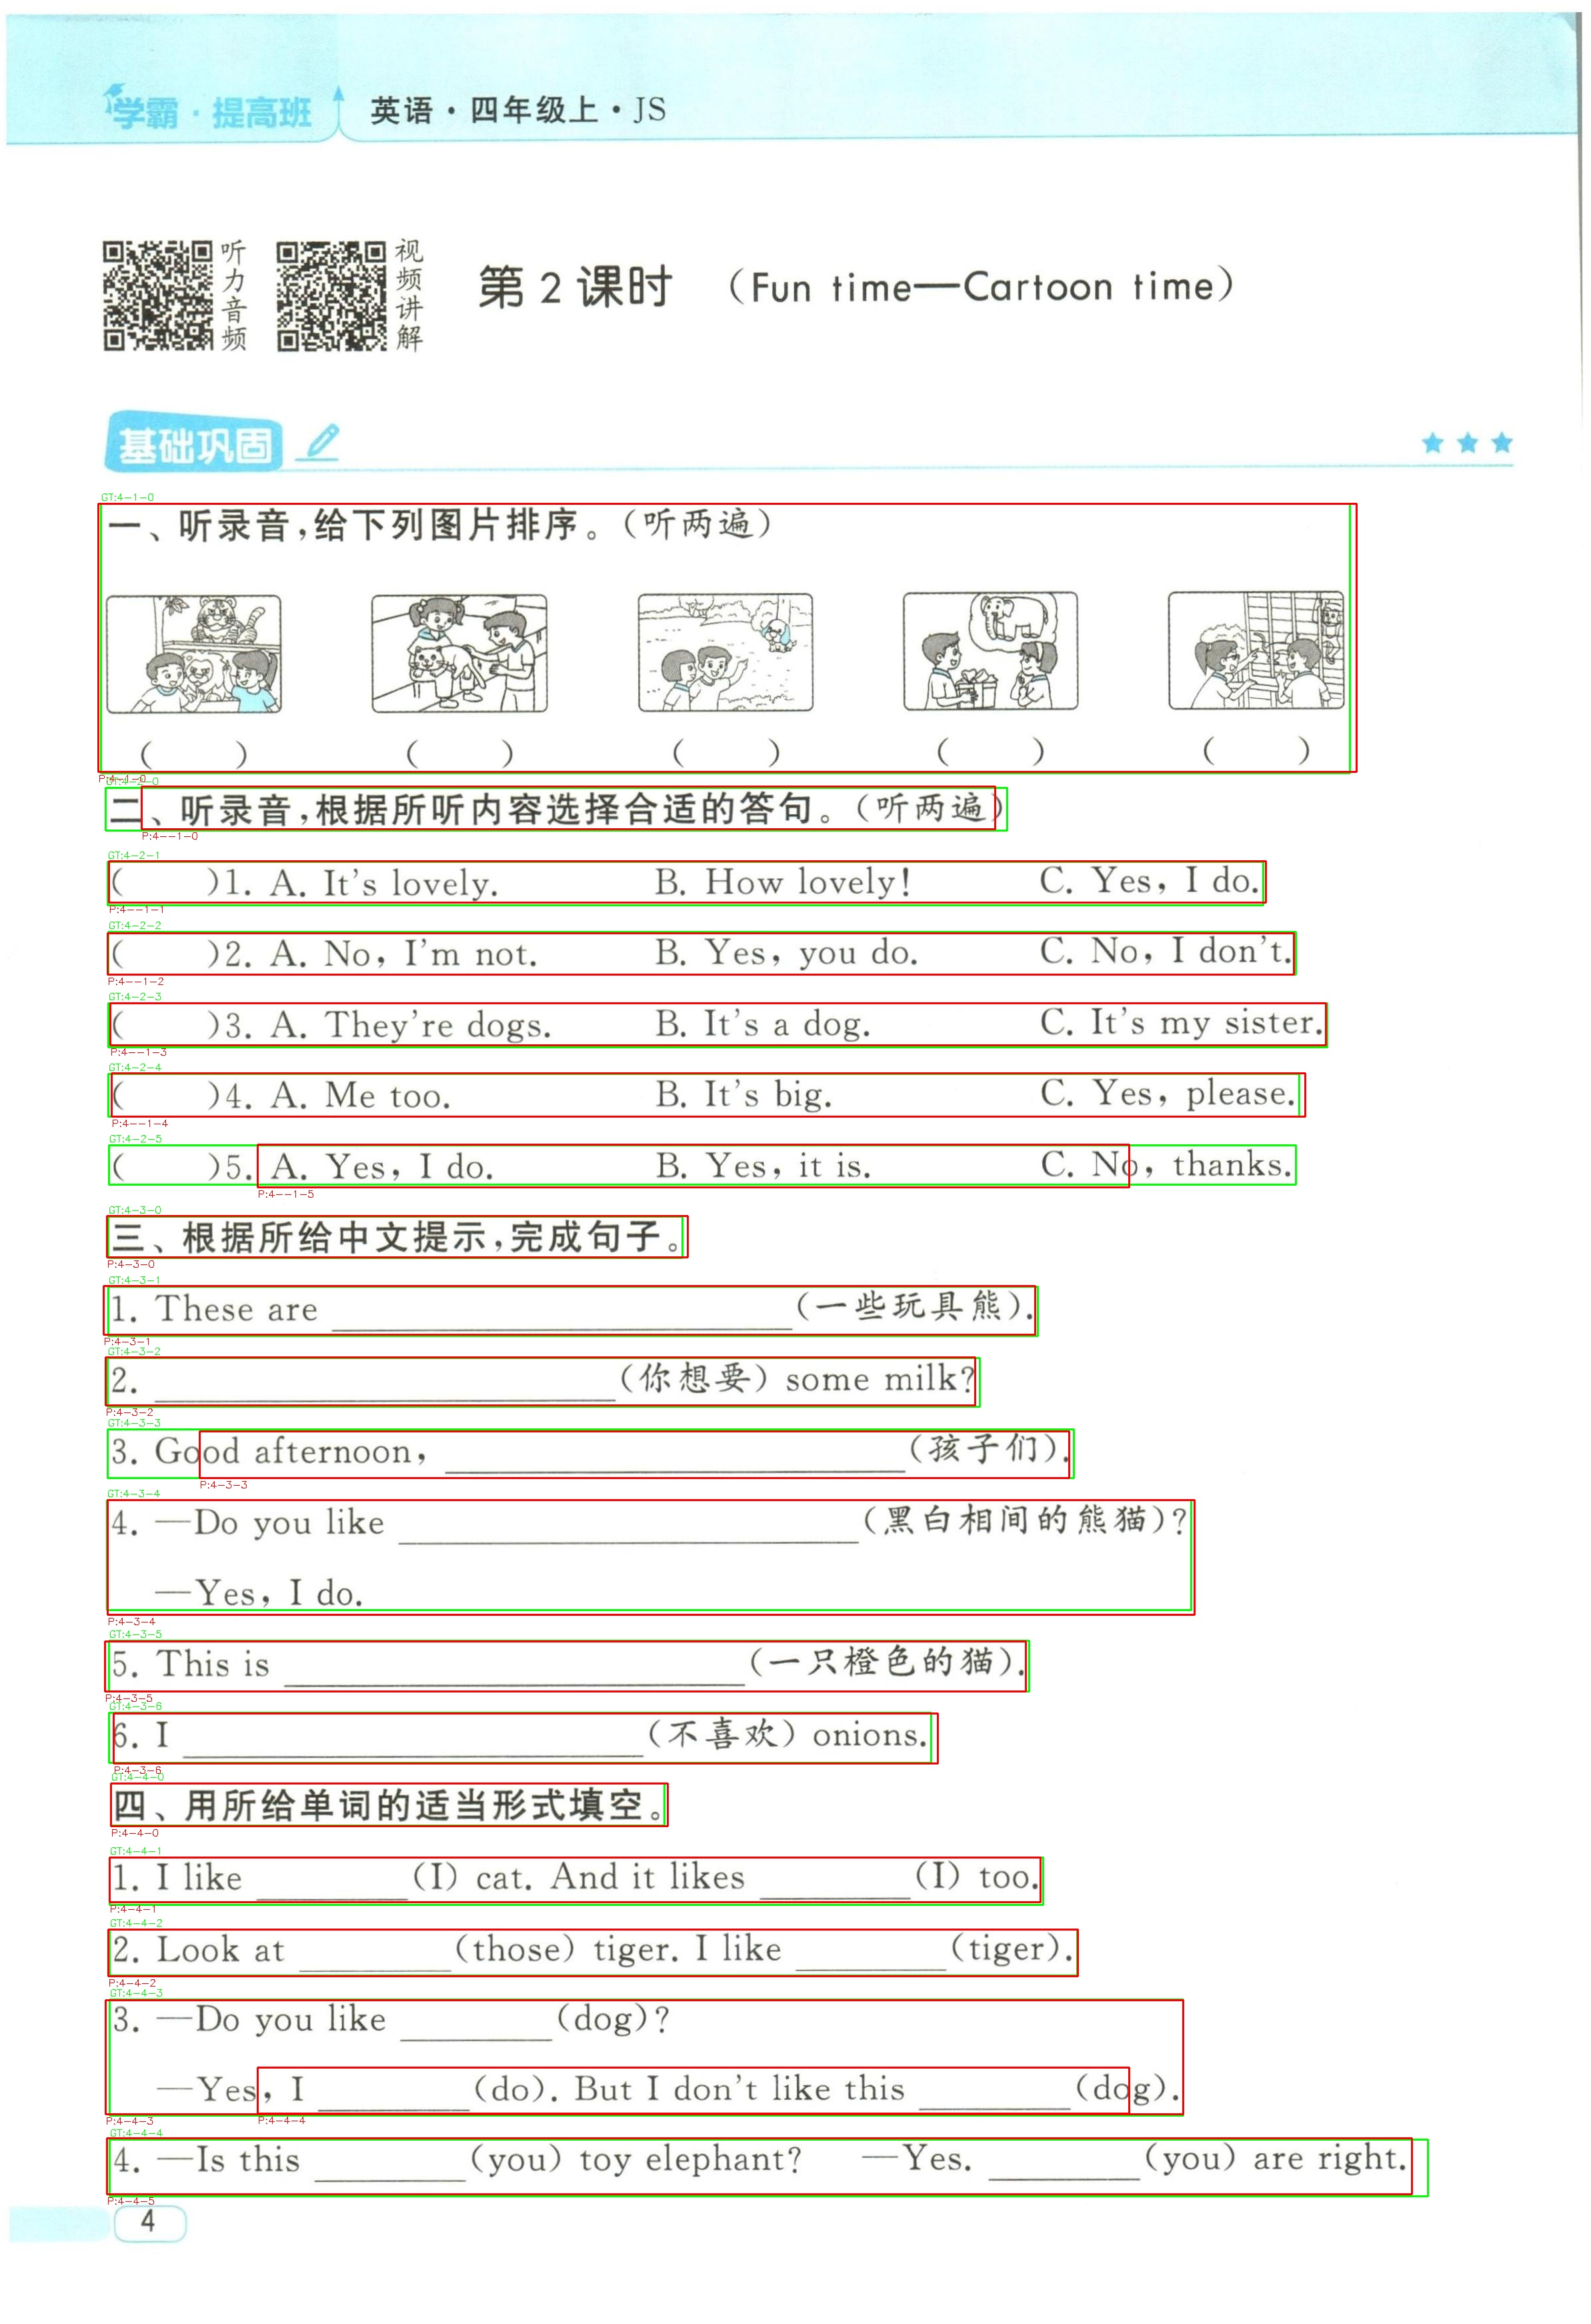 学霸·提高班 英语·四年级上·JS
听力音频
视频讲解
第2课时 (Fun time—Cartoon time)
基础巩固
GT:4-1-0
一、听录音,给下列图片排序。(听两遍)
( ) ( ) ( ) ( ) ( )
P:4-1-0
GT:4-2-0
二、听录音,根据所听内容选择合适的答句。(听两遍)
P:4--1-0
GT:4-2-1
( )1. A. It's lovely. B. How lovely! C. Yes, I do.
P:4--1-1
GT:4-2-2
( )2. A. No, I'm not. B. Yes, you do. C. No, I don't.
P:4--1-2
GT:4-2-3
( )3. A. They're dogs. B. It's a dog. C. It's my sister.
P:4--1-3
GT:4-2-4
( )4. A. Me too. B. It's big. C. Yes, please.
P:4--1-4
GT:4-2-5
( )5. A. Yes, I do. B. Yes, it is. C. No, thanks.
P:4--1-5
GT:4-3-0
三、根据所给中文提示,完成句子。
P:4-3-0
GT:4-3-1
1. These are ____________(一些玩具熊).
P:4-3-1
GT:4-3-2
2. ____________(你想要) some milk?
P:4-3-2
GT:4-3-3
3. Good afternoon, ____________(孩子们).
P:4-3-3
GT:4-3-4
4. —Do you like ____________(黑白相间的熊猫)?
—Yes, I do.
P:4-3-4
GT:4-3-5
5. This is ____________(一只橙色的猫).
P:4-3-5
GT:4-3-6
6. I ____________(不喜欢) onions.
P:4-3-6
GT:4-4-0
四、用所给单词的适当形式填空。
P:4-4-0
GT:4-4-1
1. I like ________(I) cat. And it likes ________(I) too.
P:4-4-1
GT:4-4-2
2. Look at ________(those) tiger. I like ________(tiger).
P:4-4-2
GT:4-4-3
3. —Do you like ________(dog)?
—Yes, I ________(do). But I don't like this ________(dog).
P:4-4-3 P:4-4-4
GT:4-4-4
4. —Is this ________(you) toy elephant? —Yes. ________(you) are right.
P:4-4-5
4